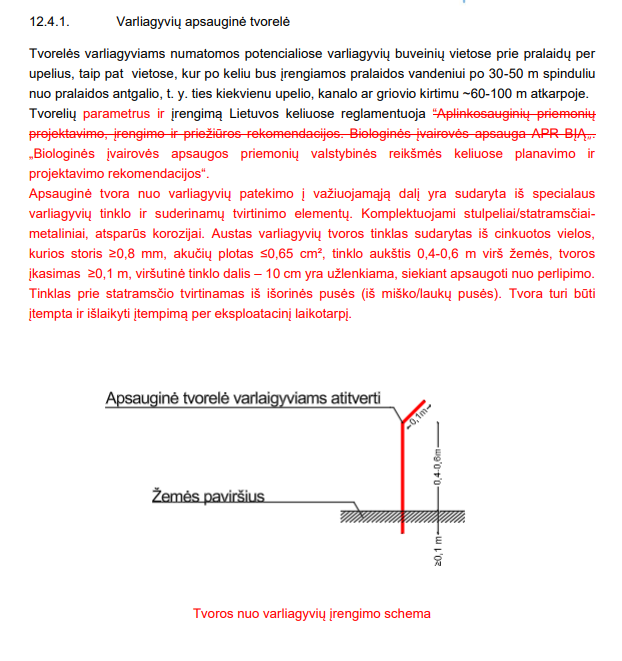 12.4.1. Varliagyvių apsauginė tvorelė
Tvorelės varliagyviams numatomos potencialiose varliagyvių buveinių vietose prie pralaidų per
upelius, taip pat vietose, kur po keliu bus įrengiamos pralaidos vandeniui po 30-50 m spinduliu
nuo pralaidos antgalio, t. y. ties kiekvienu upelio, kanalo ar griovio kirtimu ~60-100 m atkarpoje.
Tvorelių parametrus ir įrengimą Lietuvos keliuose reglamentuoja “Aplinkosauginių priemonių
projektavimo, įrengimo ir priežiūros rekomendacijos. Biologinės įvairovės apsauga APR-BĮA„.
„Biologinės įvairovės apsaugos priemonių valstybinės reikšmės keliuose planavimo ir
projektavimo rekomendacijos“.
Apsauginė tvora nuo varliagyvių patekimo į važiuojamąją dalį yra sudaryta iš specialaus
varliagyvių tinklo ir suderinamų tvirtinimo elementų. Komplektuojami stulpeliai/statramsčiai-
metaliniai, atsparūs korozijai. Austas varliagyvių tvoros tinklas sudarytas iš cinkuotos vielos,
kurios storis ≥0,8 mm, akučių plotas ≤0,65 cm², tinklo aukštis 0,4-0,6 m virš žemės, tvoros
įkasimas ≥0,1 m, viršutinė tinklo dalis – 10 cm yra užlenkiama, siekiant apsaugoti nuo perlipimo.
Tinklas prie statramsčio tvirtinamas iš išorinės pusės (iš miško/laukų pusės). Tvora turi būti
įtempta ir išlaikyti įtempimą per eksploatacinį laikotarpį.
Apsauginė tvorelė varlaigyviams atitverti
0,1m
0,4-0,6m
Žemės paviršius
≥0,1 m
Tvoros nuo varliagyvių įrengimo schema